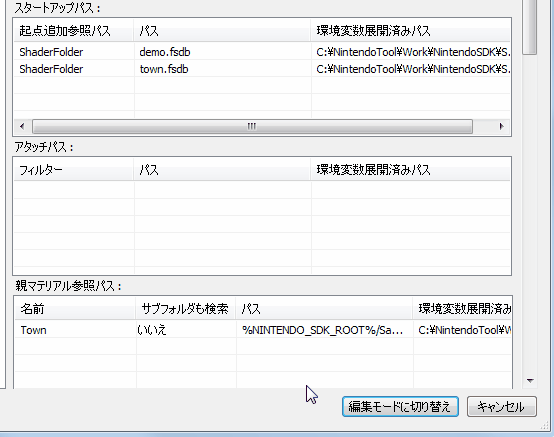 スタートアップパス：
起点追加参照パス パス 環境変数展開済みパス
ShaderFolder demo.fsdb C:¥NintendoTool¥Work¥NintendoSDK¥S...
ShaderFolder town.fsdb C:¥NintendoTool¥Work¥NintendoSDK¥S...
アタッチパス：
フィルター パス 環境変数展開済みパス
親マテリアル参照パス：
名前 サブフォルダも検索 パス 環境変数展開済み
Town いいえ %NINTENDO_SDK_ROOT%/Sa... C:¥NintendoTool¥W
編集モードに切り替え キャンセル